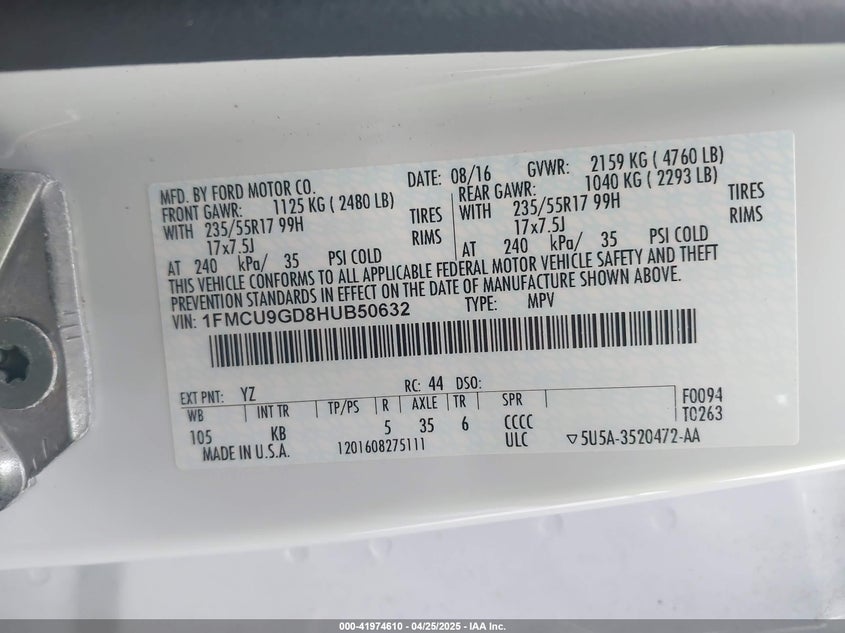 MFD. BY FORD MOTOR CO. DATE: 08/16 GVWR: 2159 KG ( 4760 LB)
FRONT GAWR: 1125 KG ( 2480 LB) REAR GAWR: 1040 KG ( 2293 LB)
WITH 235/55R17 99H TIRES WITH 235/55R17 99H TIRES
17x7.5J RIMS 17x7.5J RIMS
AT 240 kPa/ 35 PSI COLD AT 240 kPa/ 35 PSI COLD
THIS VEHICLE CONFORMS TO ALL APPLICABLE FEDERAL MOTOR VEHICLE SAFETY AND THEFT
PREVENTION STANDARDS IN EFFECT ON THE DATE OF MANUFACTURE SHOWN ABOVE.
VIN: 1FMCU9GD8HUB50632 TYPE: MPV
EXT PNT: YZ RC: 44 DSO: F0094
WB INT TR TP/PS R AXLE TR SPR T0263
105 KB 5 35 6 CCCC
MADE IN U.S.A. 1201608275111 ULC ▽5U5A-3520472-AA
000-41974610 | 04/25/2025 - IAA Inc.